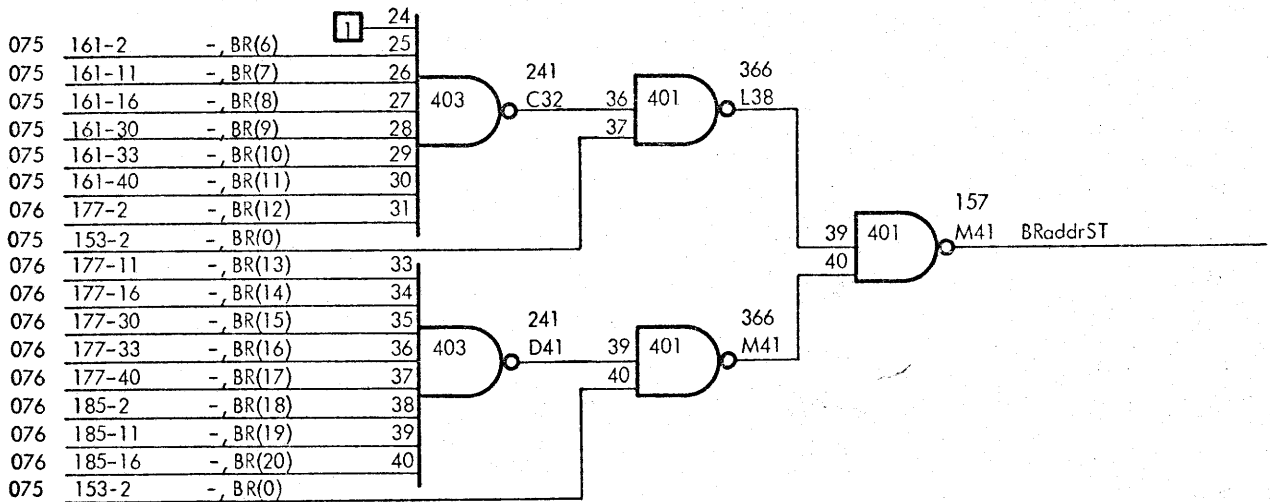 1 24
075 161-2 -, BR(6) 25
075 161-11 -, BR(7) 26
075 161-16 -, BR(8) 27
075 161-30 -, BR(9) 28
075 161-33 -, BR(10) 29
075 161-40 -, BR(11) 30
076 177-2 -, BR(12) 31
075 153-2 -, BR(0)
403
241
C32
36
37
401
366
L38
076 177-11 -, BR(13) 33
076 177-16 -, BR(14) 34
076 177-30 -, BR(15) 35
076 177-33 -, BR(16) 36
076 177-40 -, BR(17) 37
076 185-2 -, BR(18) 38
076 185-11 -, BR(19) 39
076 185-16 -, BR(20) 40
075 153-2 -, BR(0)
403
241
D41
39
40
401
366
M41
39
40
401
157
M41 BRaddrST